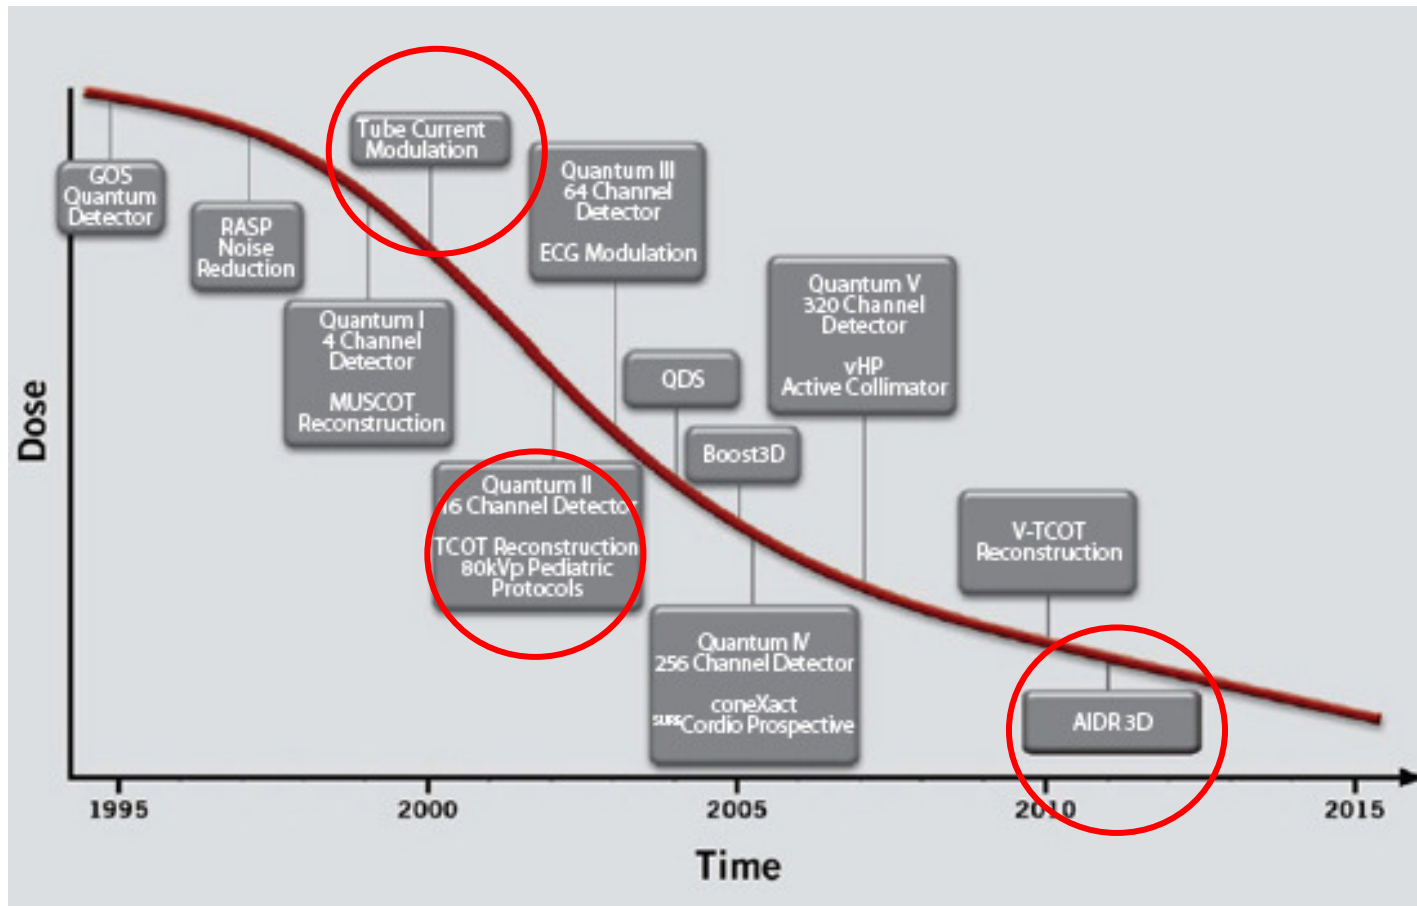 Tube Current
Modulation
GOS
Quantum
Detector
RASP
Noise
Reduction
Quantum III
64 Channel
Detector
ECG Modulation
Quantum I
4 Channel
Detector
MUSCOT
Reconstruction
Quantum V
320 Channel
Detector
vHP
Active Collimator
QDS
Boost3D
Quantum II
16 Channel Detector
TCOT Reconstruction
80kVp Pediatric
Protocols
V-TCOT
Reconstruction
Quantum IV
256 Channel Detector
coneXact
SURECordio Prospective
AIDR 3D
Dose
1995
2000
2005
2010
2015
Time